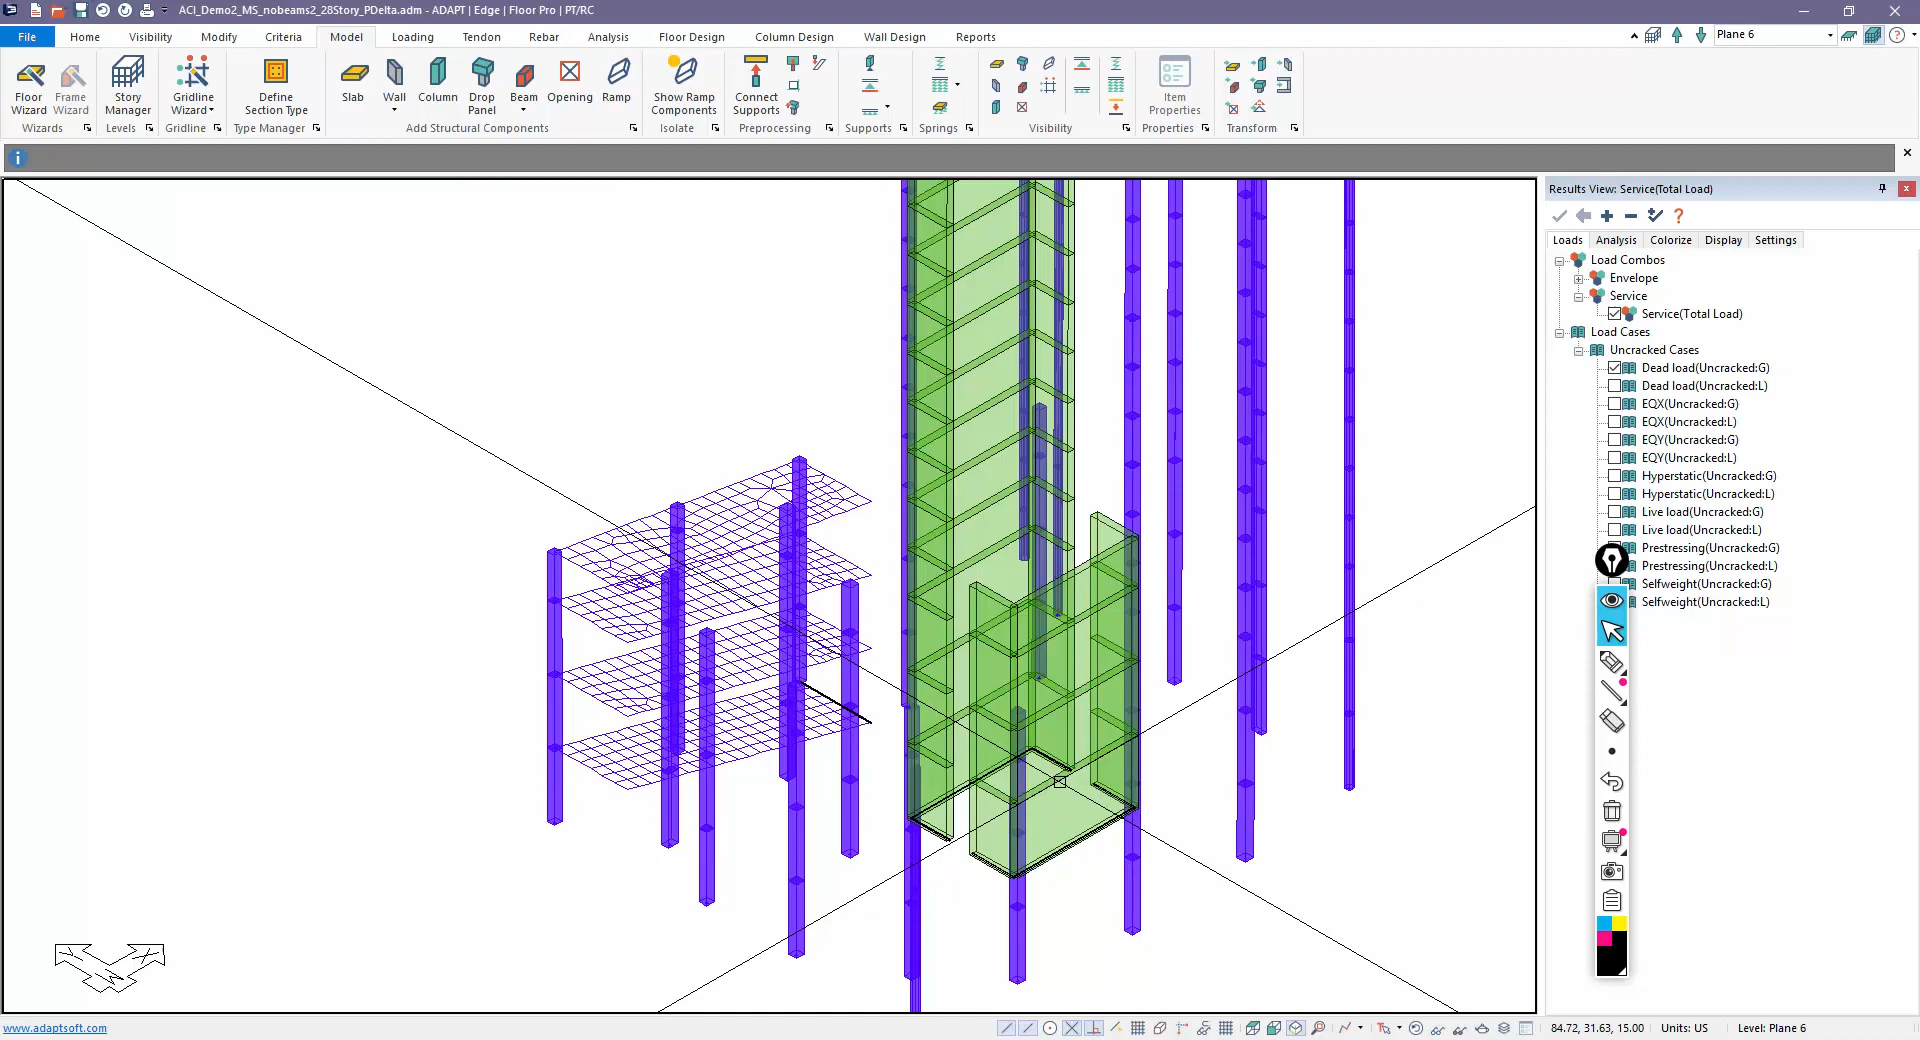 ACI_Demo2_MS_nobeams2_28Story_PDelta.adm - ADAPT | Edge | Floor Pro | PT/RC
File Home Visibility Modify Criteria Model Loading Tendon Rebar Analysis Floor Design Column Design Wall Design Reports Plane 6
Floor Wizard
Frame Wizard
Story Manager
Gridline Wizard
Define Section Type
Slab
Wall
Column
Drop Panel
Beam
Opening
Ramp
Show Ramp Components
Connect Supports
Item Properties
Wizards Levels Gridline Type Manager Add Structural Components Isolate Preprocessing Supports Springs Visibility Properties Transform
Results View: Service(Total Load)
Loads Analysis Colorize Display Settings
Load Combos
Envelope
Service
Service(Total Load)
Load Cases
Uncracked Cases
Dead load(Uncracked:G)
Dead load(Uncracked:L)
EQX(Uncracked:G)
EQX(Uncracked:L)
EQY(Uncracked:G)
EQY(Uncracked:L)
Hyperstatic(Uncracked:G)
Hyperstatic(Uncracked:L)
Live load(Uncracked:G)
Live load(Uncracked:L)
Prestressing(Uncracked:G)
Prestressing(Uncracked:L)
Selfweight(Uncracked:G)
Selfweight(Uncracked:L)
www.adaptsoft.com
84.72, 31.63, 15.00 Units: US Level: Plane 6